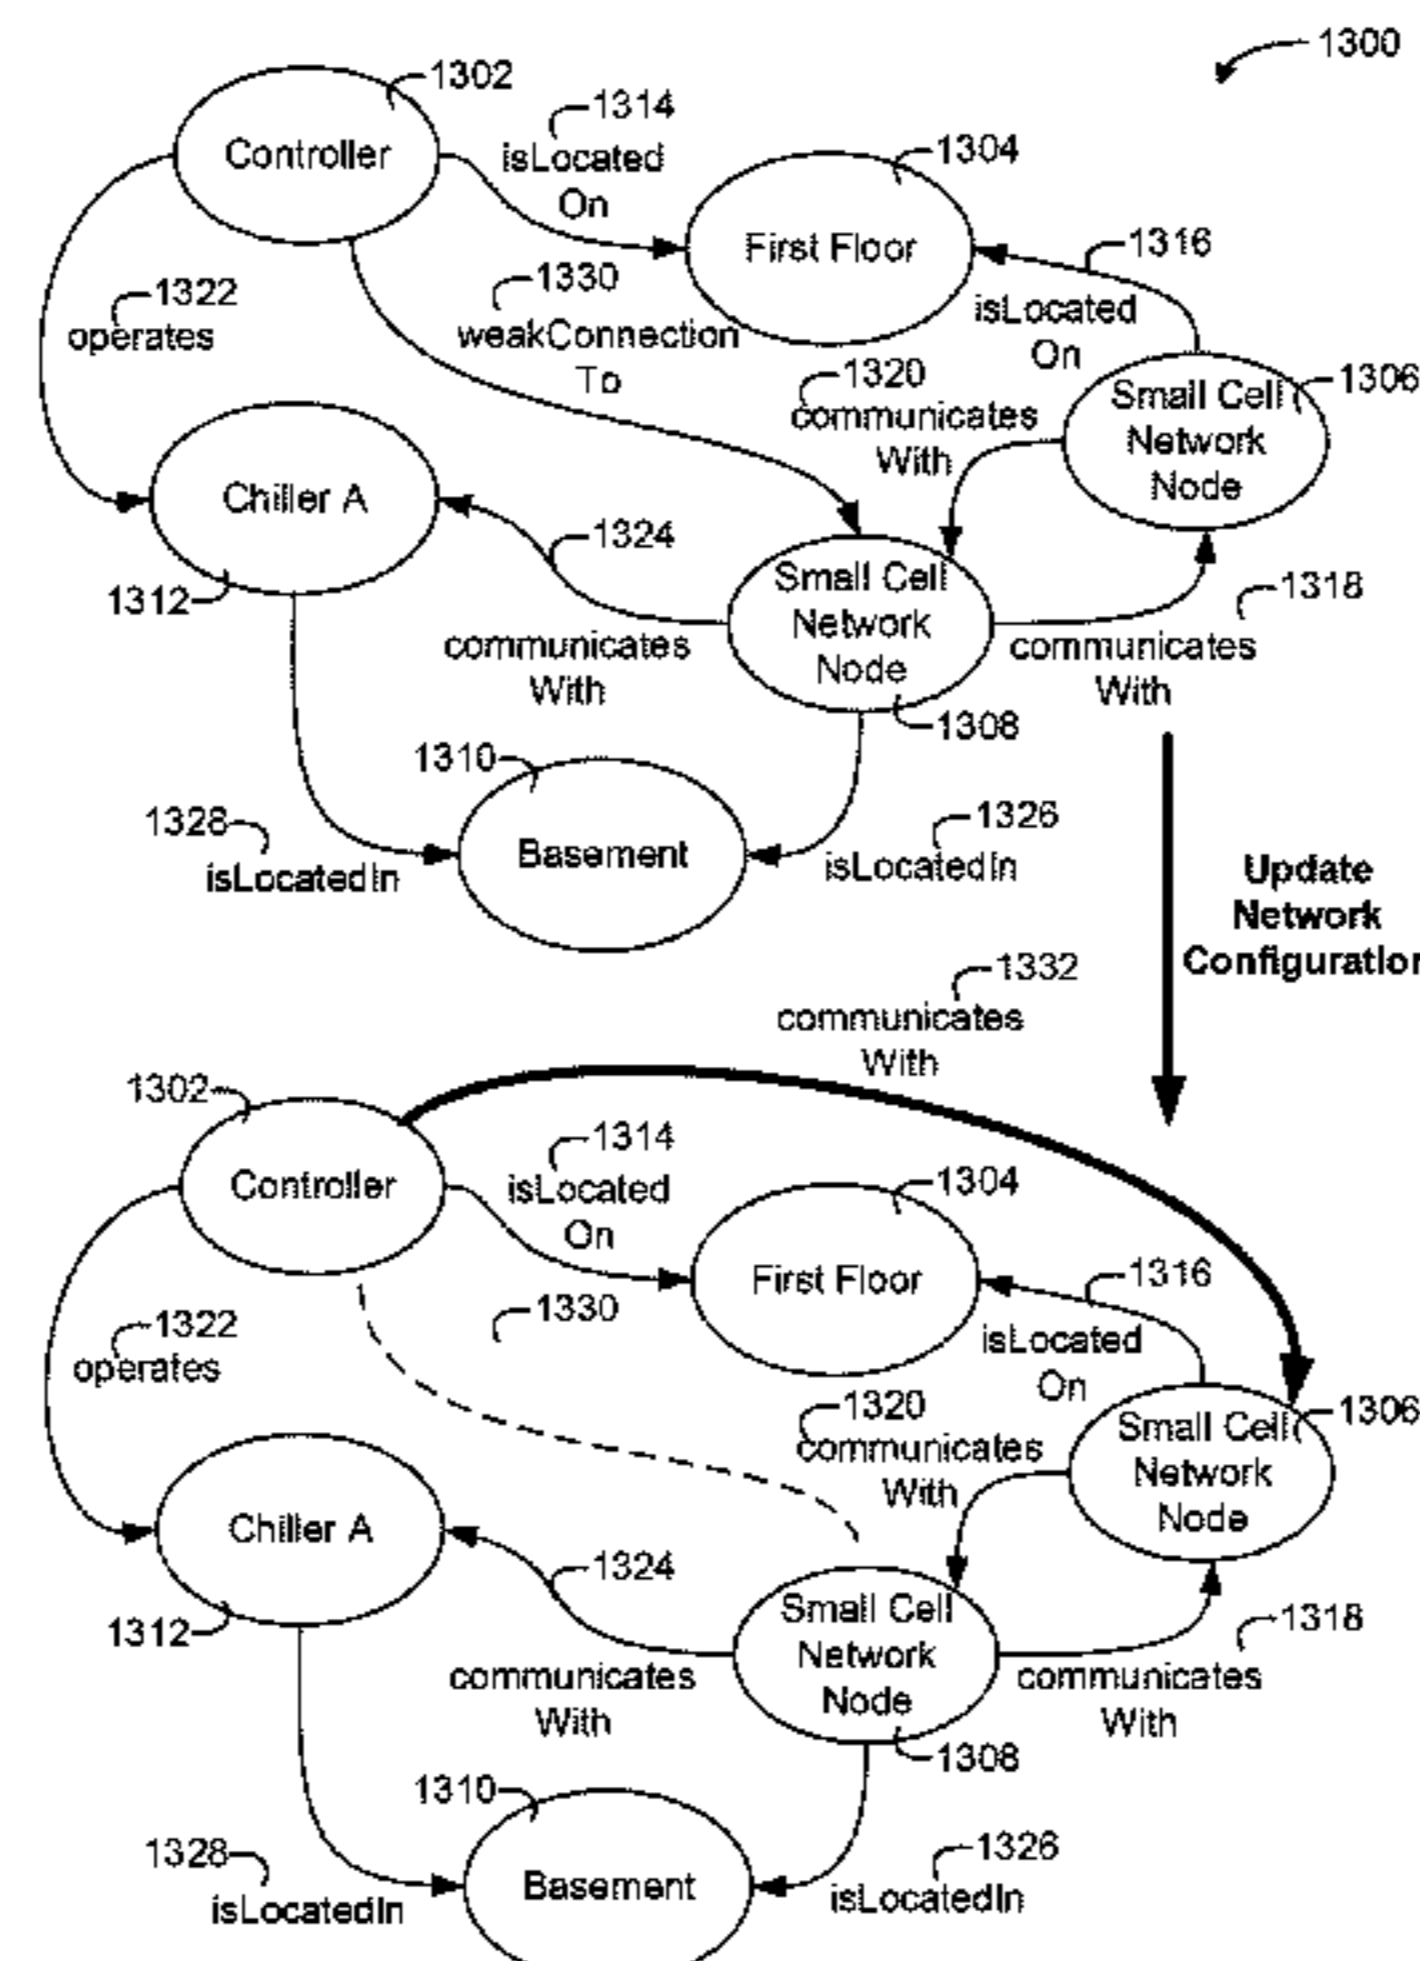 1300
1302
Controller
1314
isLocated
On
1304
First Floor
1316
isLocated
On
1322
operates
1330
weakConnection
To
1320
communicates
With
1306
Small Cell
Network
Node
Chiller A
1312
1324
communicates
With
Small Cell
Network
Node
1308
1318
communicates
With
1310
Basement
1328
isLocatedIn
1326
isLocatedIn
Update
Network
Configuration
1332
communicates
With
1302
Controller
1314
isLocated
On
1304
First Floor
1316
isLocated
On
1322
operates
1330
1320
communicates
With
1306
Small Cell
Network
Node
Chiller A
1312
1324
communicates
With
Small Cell
Network
Node
1308
1318
communicates
With
1310
Basement
1328
isLocatedIn
1326
isLocatedIn